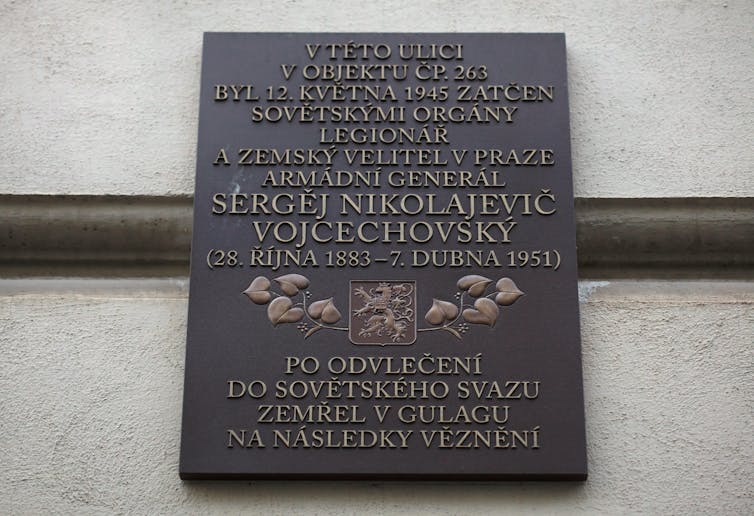 V TÉTO ULICI
V OBJEKTU ČP. 263
BYL 12. KVĚTNA 1945 ZATČEN
SOVĚTSKÝMI ORGÁNY
LEGIONÁŘ
A ZEMSKÝ VELITEL V PRAZE
ARMÁDNÍ GENERÁL
SERGĚJ NIKOLAJEVIČ
VOJCECHOVSKÝ
(28. ŘÍJNA 1883 – 7. DUBNA 1951)
PO ODVLEČENÍ
DO SOVĚTSKÉHO SVAZU
ZEMŘEL V GULAGU
NA NÁSLEDKY VĚZNĚNÍ